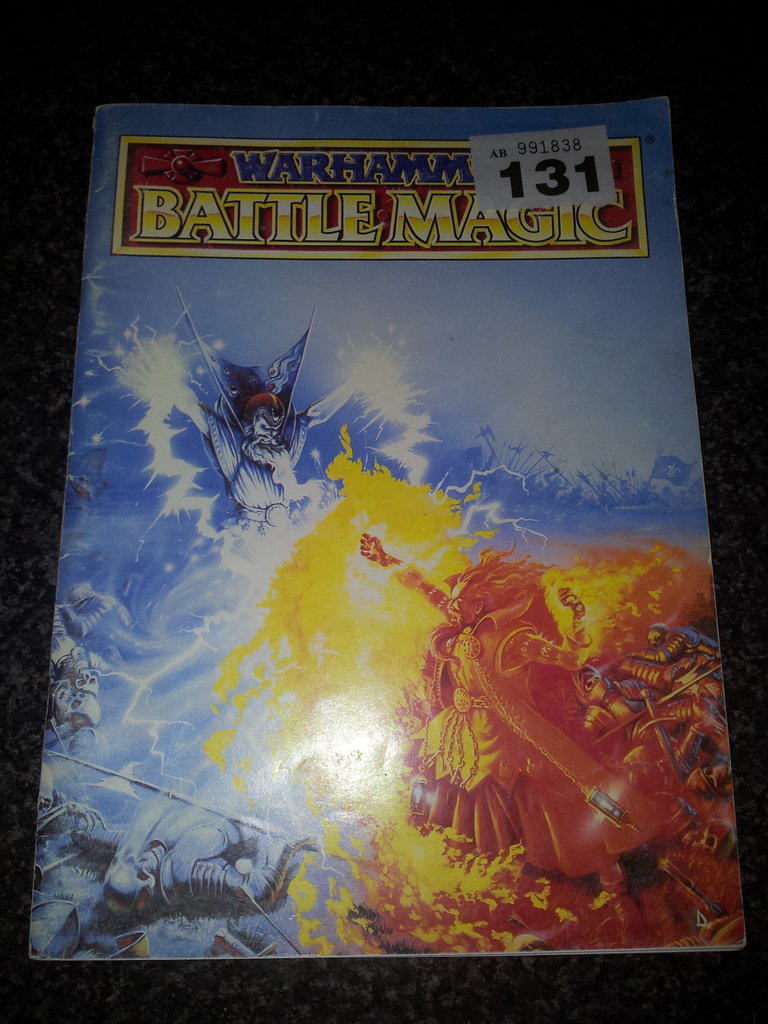 AB 991838
131
WARHAMM
BATTLE MAGIC
®
D